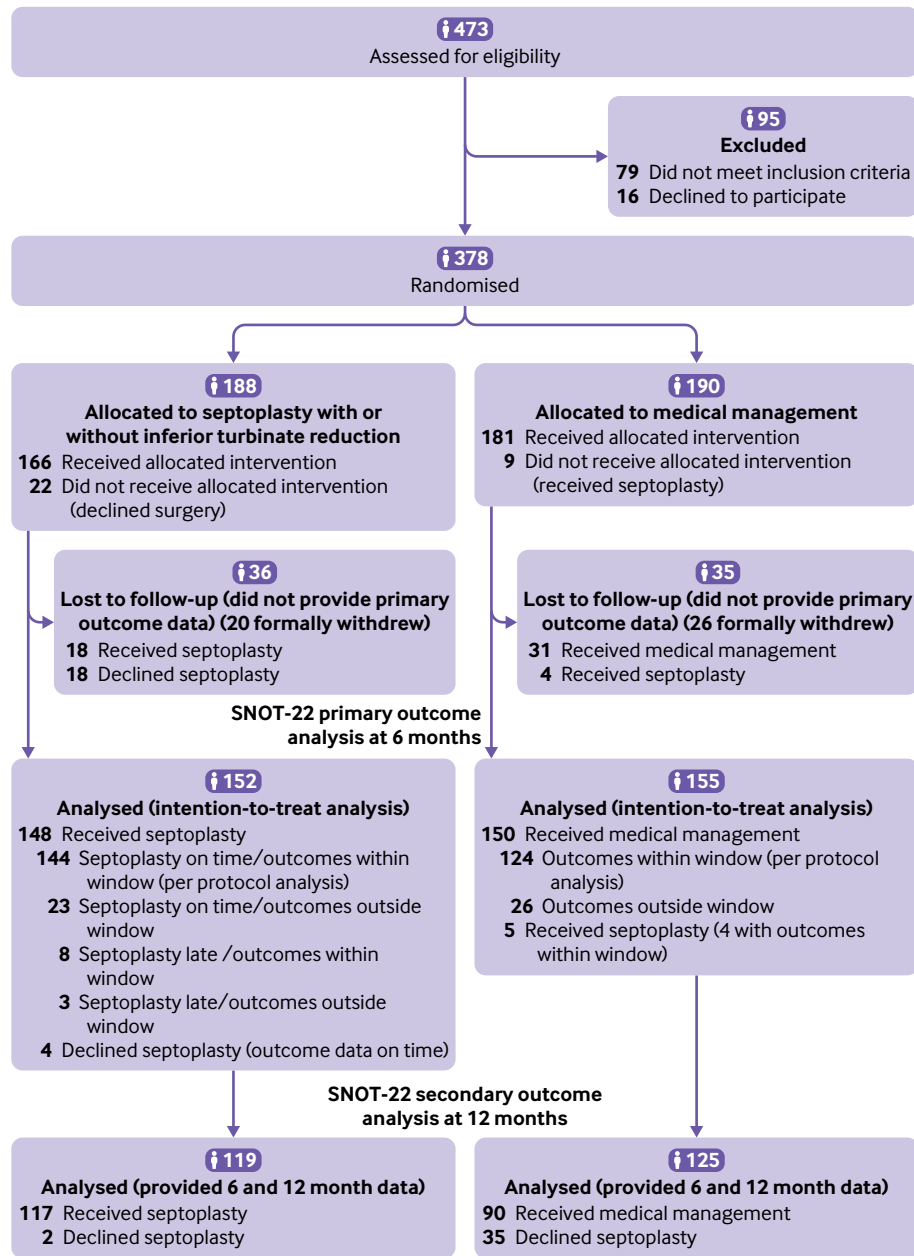 473
Assessed for eligibility
95
Excluded
79 Did not meet inclusion criteria
16 Declined to participate
378
Randomised
188
Allocated to septoplasty with or
without inferior turbinate reduction
166 Received allocated intervention
22 Did not receive allocated intervention
(declined surgery)
190
Allocated to medical management
181 Received allocated intervention
9 Did not receive allocated intervention
(received septoplasty)
36
Lost to follow-up (did not provide primary
outcome data) (20 formally withdrew)
18 Received septoplasty
18 Declined septoplasty
35
Lost to follow-up (did not provide primary
outcome data) (26 formally withdrew)
31 Received medical management
4 Received septoplasty
SNOT-22 primary outcome
analysis at 6 months
152
Analysed (intention-to-treat analysis)
148 Received septoplasty
144 Septoplasty on time/outcomes within
window (per protocol analysis)
23 Septoplasty on time/outcomes outside
window
8 Septoplasty late /outcomes within
window
3 Septoplasty late/outcomes outside
window
4 Declined septoplasty (outcome data on time)
155
Analysed (intention-to-treat analysis)
150 Received medical management
124 Outcomes within window (per protocol
analysis)
26 Outcomes outside window
5 Received septoplasty (4 with outcomes
within window)
SNOT-22 secondary outcome
analysis at 12 months
119
Analysed (provided 6 and 12 month data)
117 Received septoplasty
2 Declined septoplasty
125
Analysed (provided 6 and 12 month data)
90 Received medical management
35 Declined septoplasty